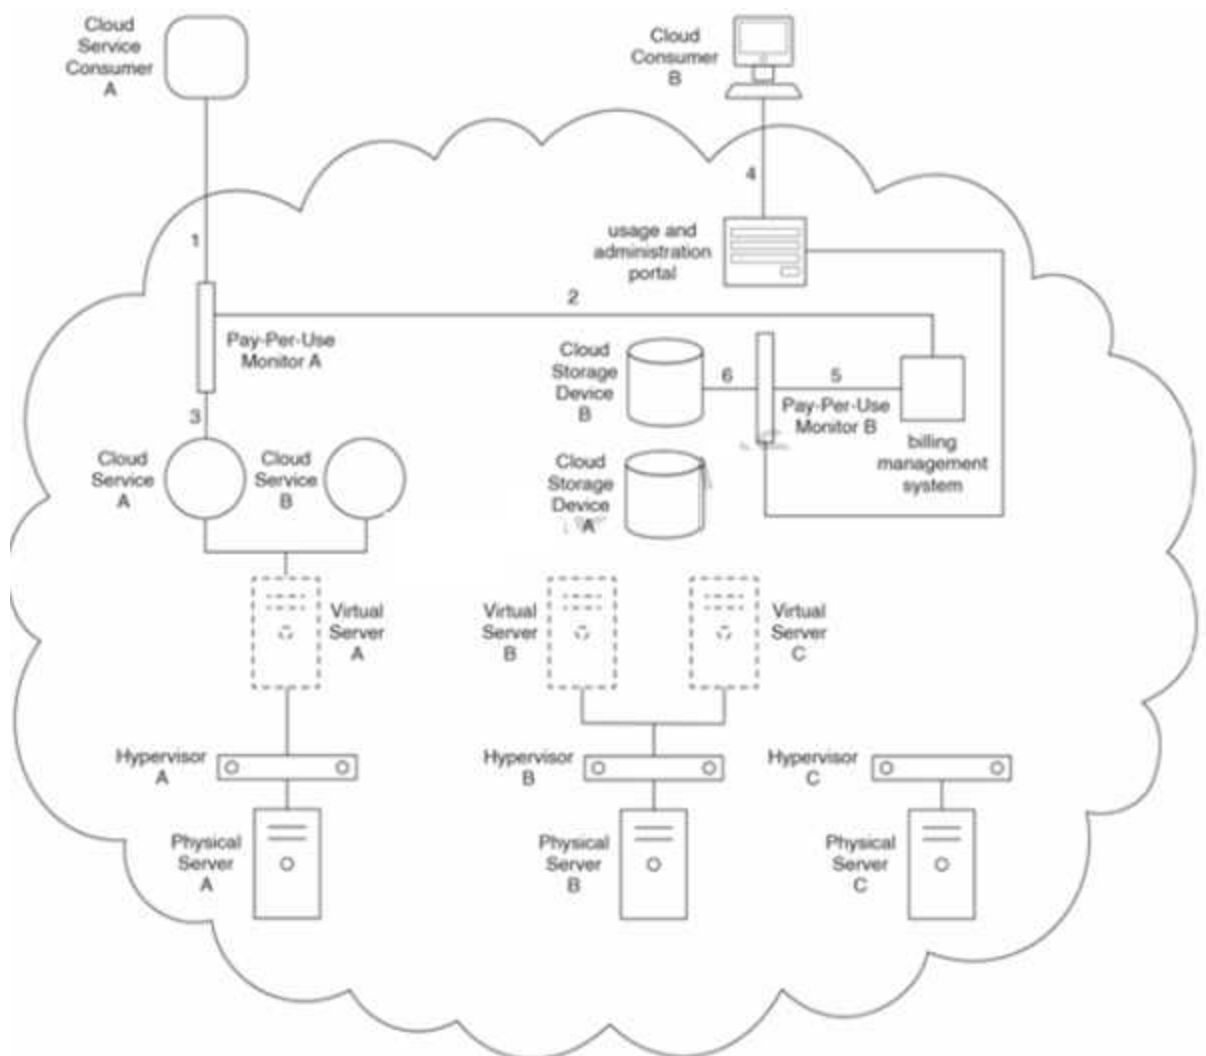 Cloud
Service
Consumer
A
Cloud
Consumer
B
4
usage and
administration
portal
1
2
Pay-Per-Use
Monitor A
Cloud
Storage
Device
B
6
5
Pay-Per-Use
Monitor B
billing
management
system
3
Cloud
Service
A
Cloud
Service
B
Cloud
Storage
Device
A
Virtual
Server
A
Virtual
Server
B
Virtual
Server
C
Hypervisor
A
Hypervisor
B
Hypervisor
C
Physical
Server
A
Physical
Server
B
Physical
Server
C